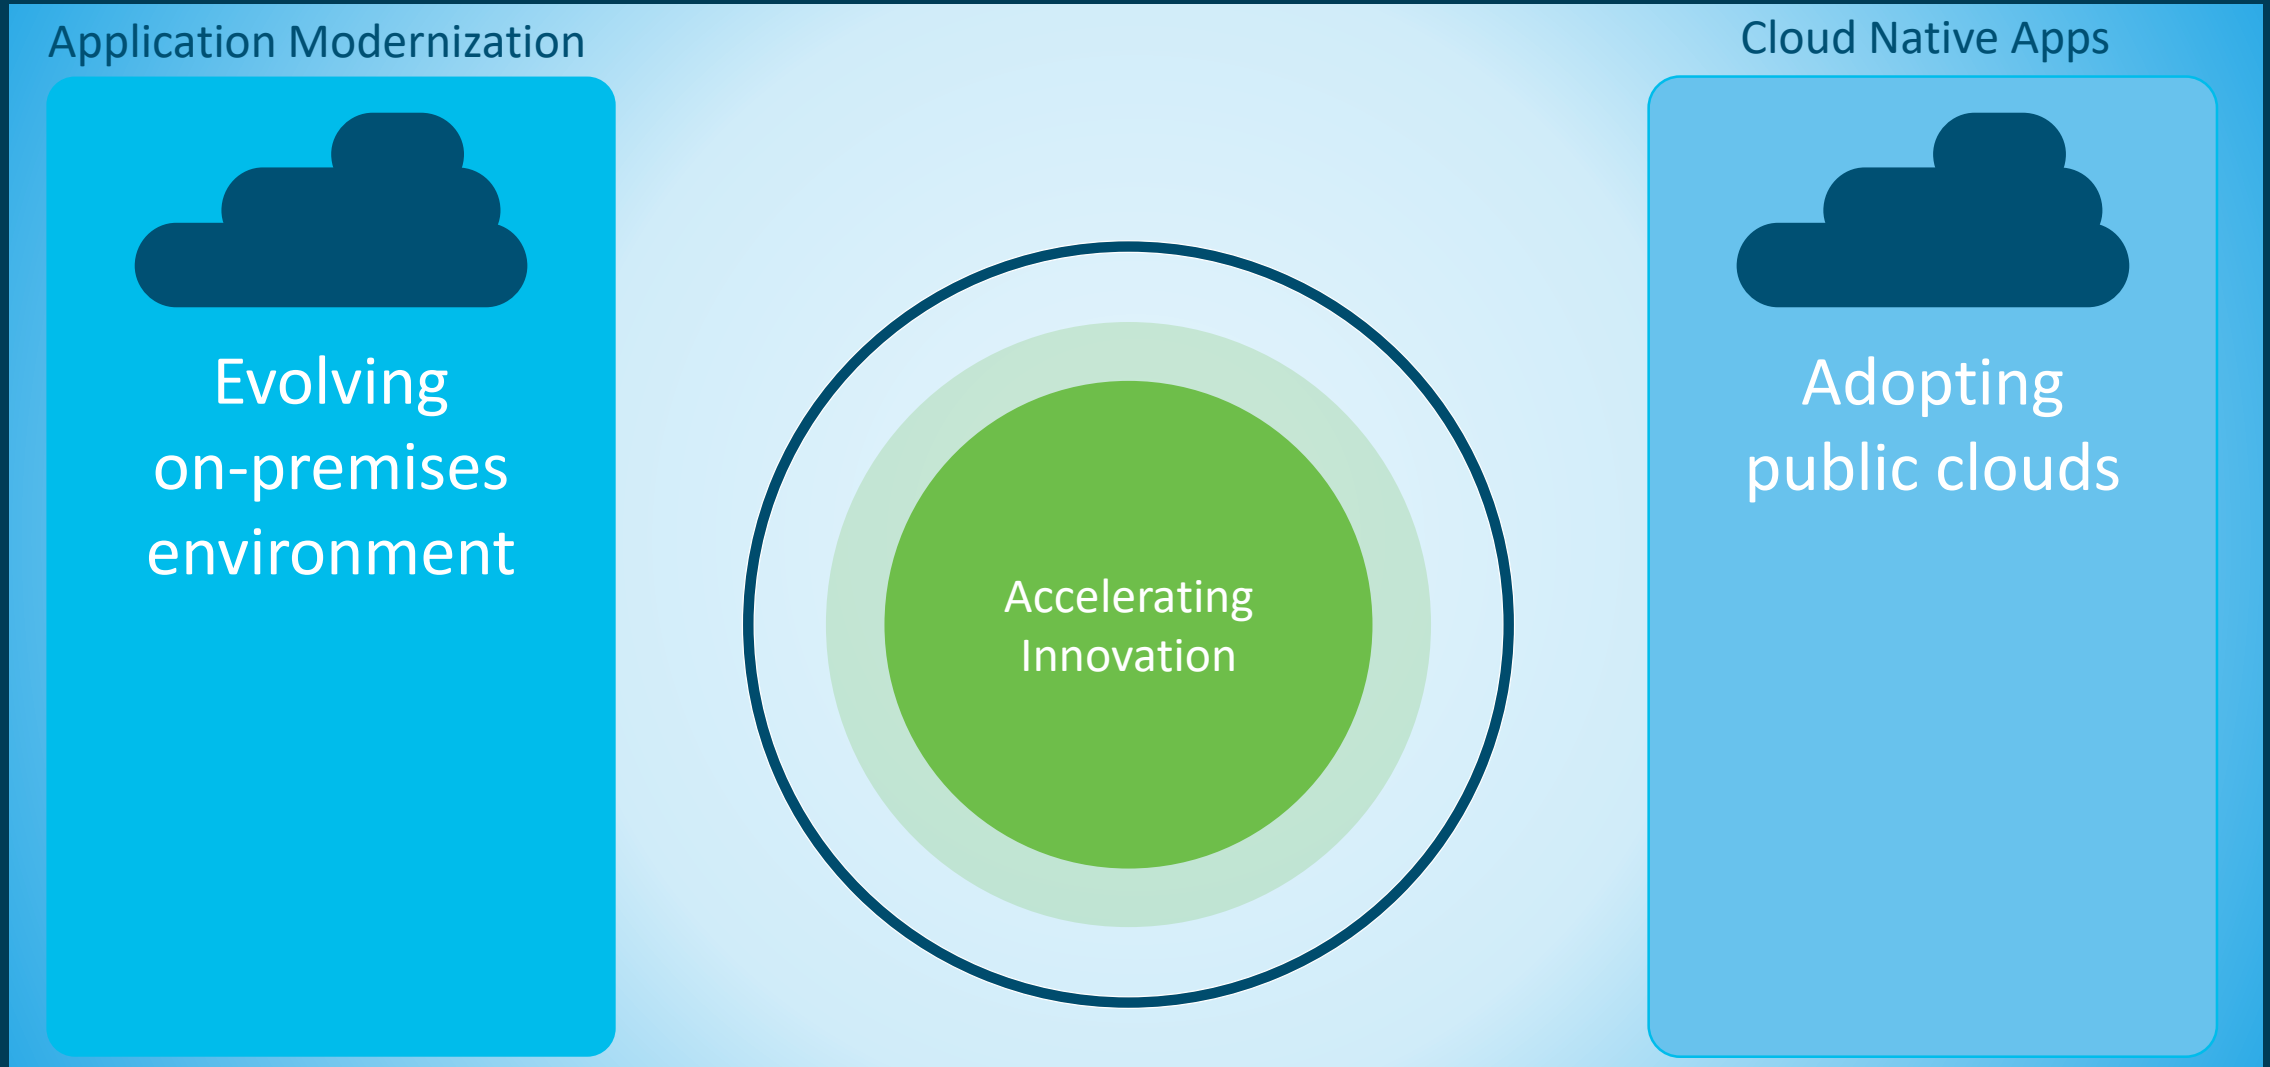 Application Modernization
Evolving
on-premises
environment
Accelerating
Innovation
Cloud Native Apps
Adopting
public clouds